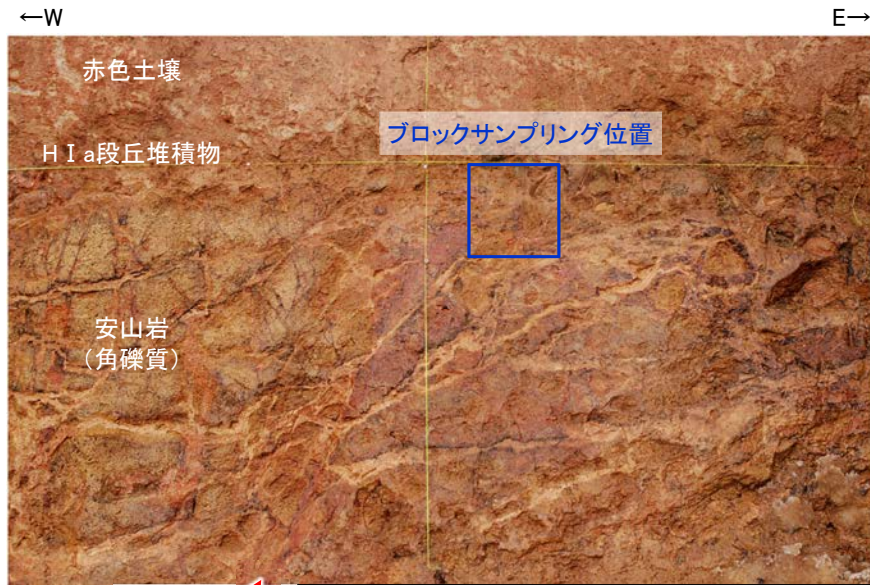 ←W
E→
赤色土壌
ブロックサンプリング位置
HⅠa段丘堆積物
安山岩
(角礫質)